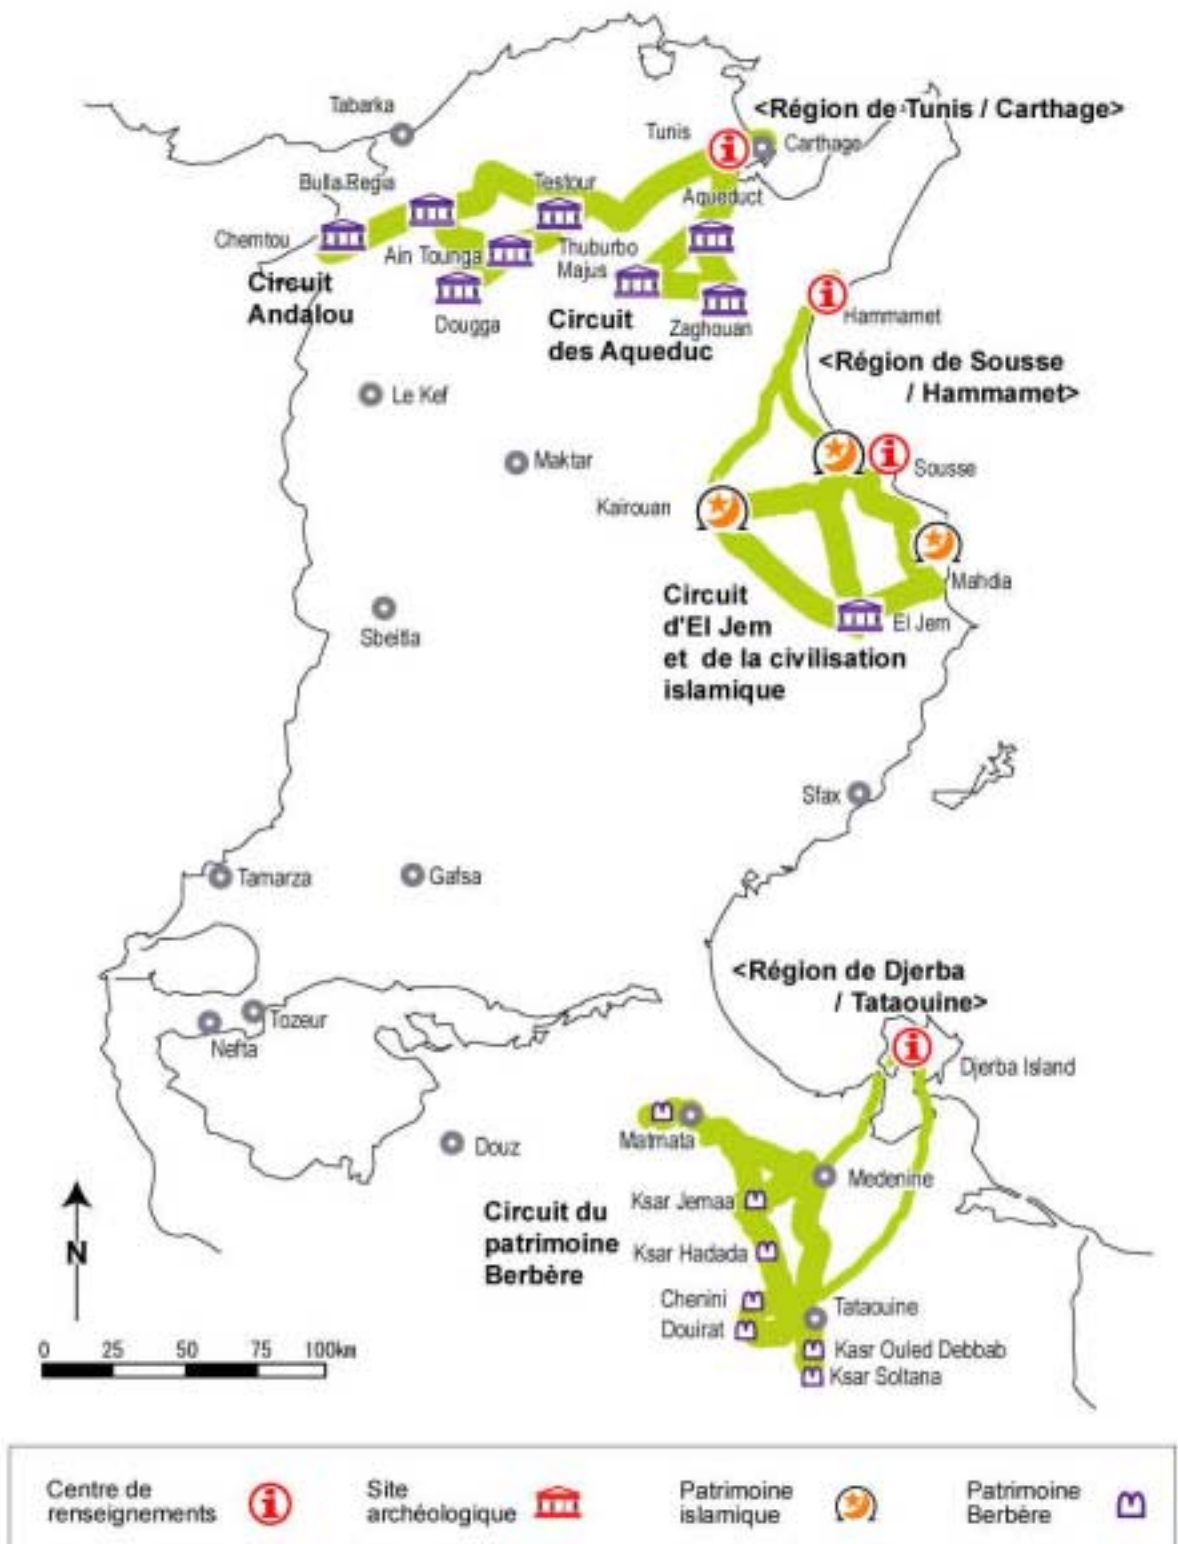 Tabarka
<Région de Tunis / Carthage>
Tunis
Carthage
Bulla.Regia
Testour
Aqueduct
Chemtou
Ain Tounga
Thuburbo
Majus
Circuit
Andalou
Dougga
Circuit
des Aqueduc
Zaghouan
Hammamet
<Région de Sousse
/ Hammamet>
Le Kef
Maktar
Sousse
Kairouan
Mahdia
Circuit
d'El Jem
et de la civilisation
islamique
El Jem
Sbeitla
Sfax
Tamarza
Gafsa
<Région de Djerba
/ Tataouine>
Tozeur
Nefta
Djerba Island
Matmata
Douz
Medenine
Ksar Jemaa
Circuit du
patrimoine
Berbère
Ksar Hadada
Chenini
Tataouine
Douirat
Kasr Ouled Debbab
Ksar Soltana
N
0 25 50 75 100km
Centre de
renseignements
Site
archéologique
Patrimoine
islamique
Patrimoine
Berbère